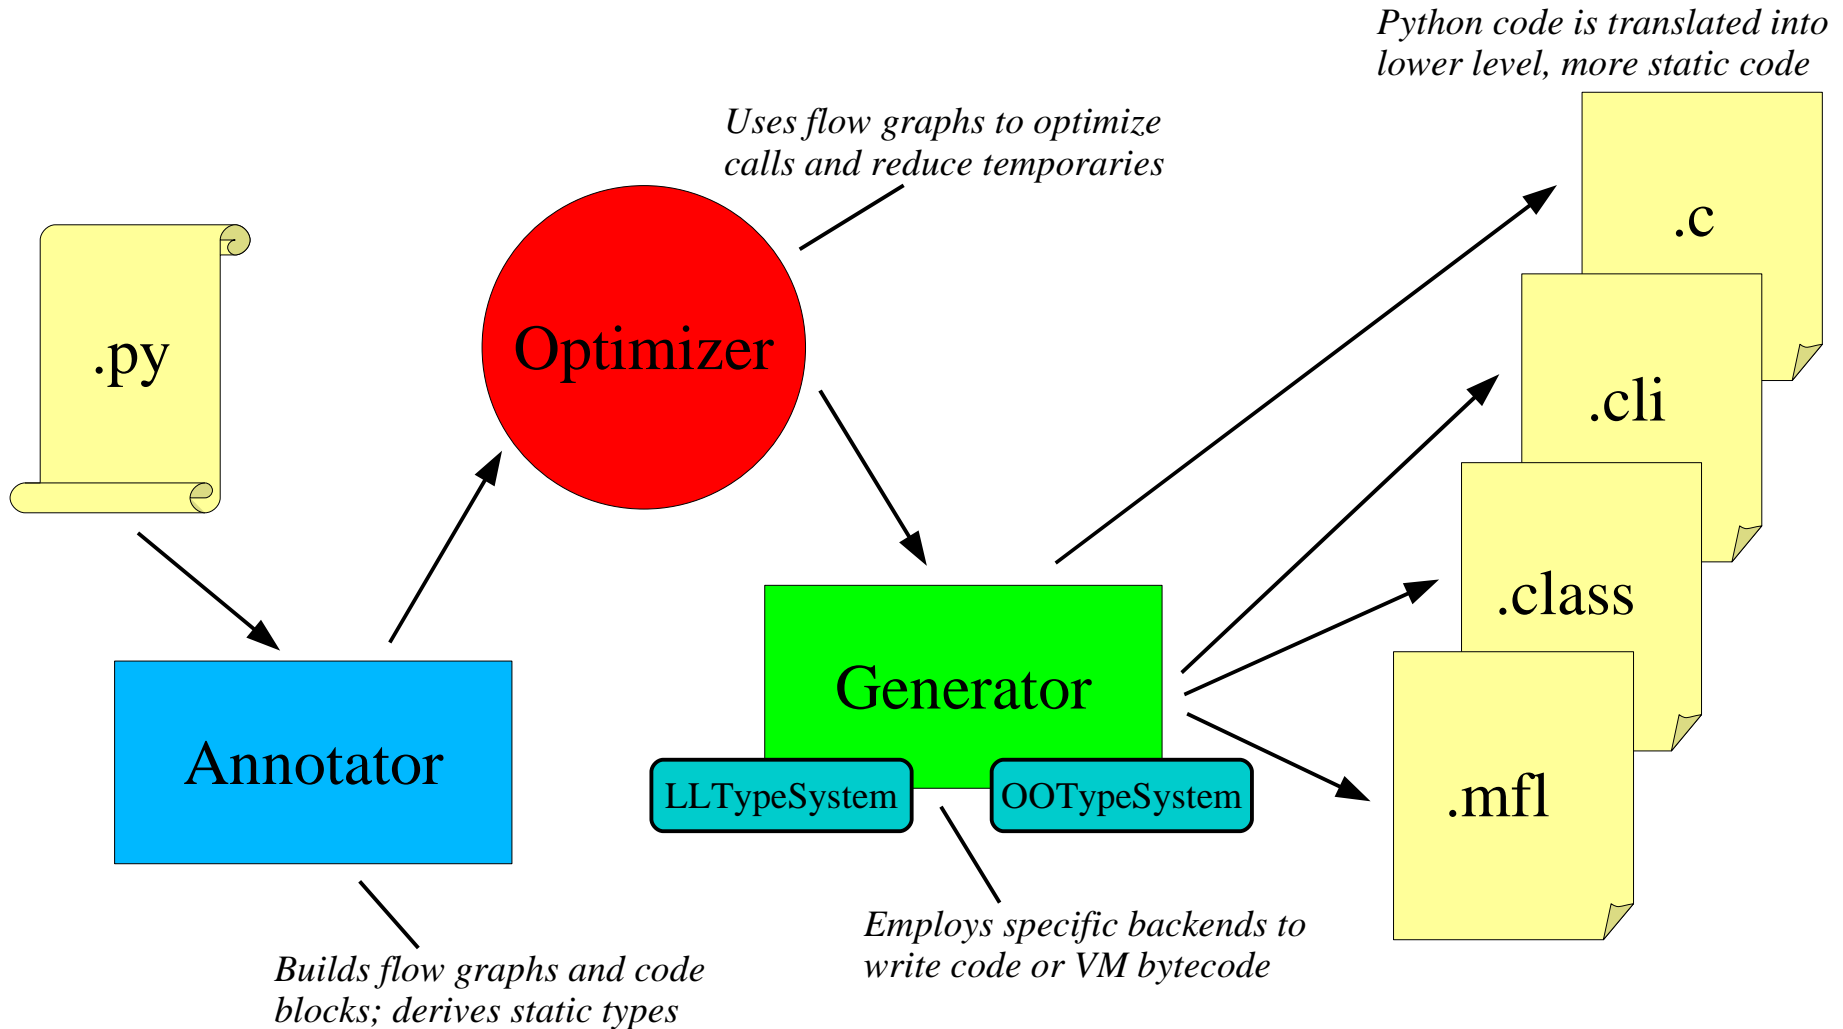 Python code is translated into
lower level, more static code
Uses flow graphs to optimize
calls and reduce temporaries
.c
.py
Optimizer
.cli
.class
Generator
Annotator
LLTypeSystem
OOTypeSystem
.mfl
Employs specific backends to
write code or VM bytecode
Builds flow graphs and code
blocks; derives static types